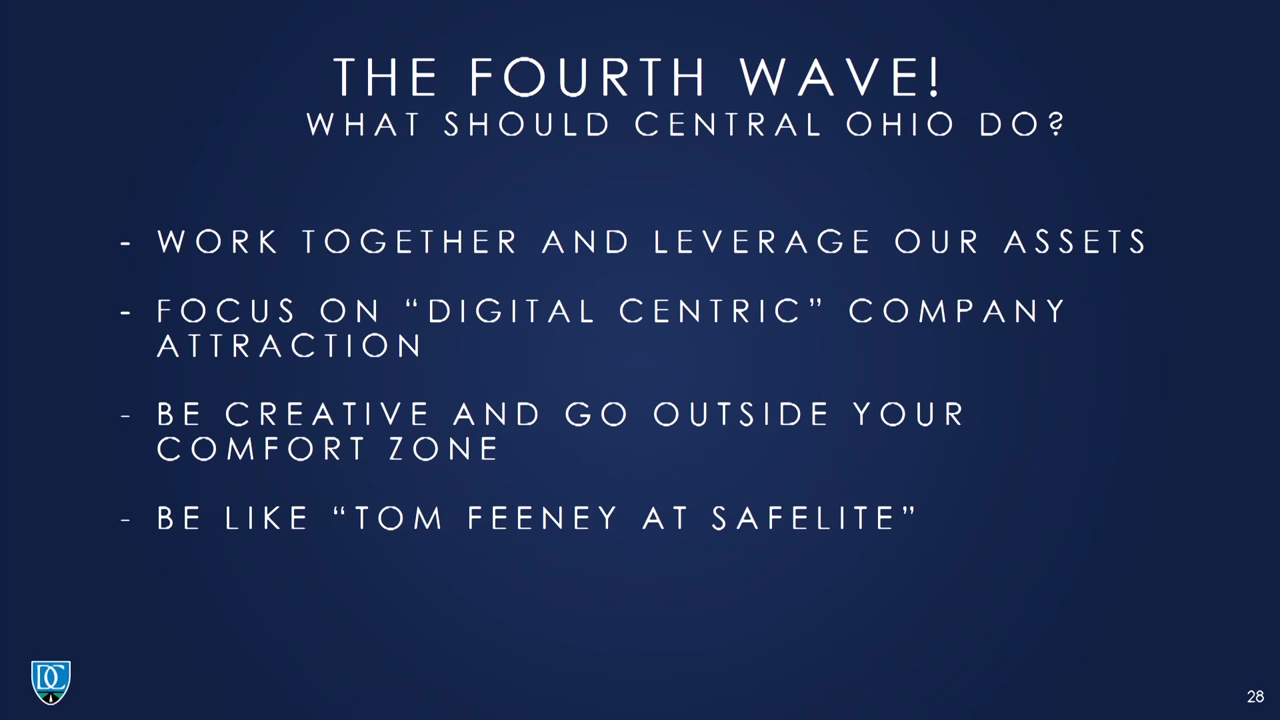 THE FOURTH WAVE!
WHAT SHOULD CENTRAL OHIO DO?
- WORK TOGETHER AND LEVERAGE OUR ASSETS
- FOCUS ON “DIGITAL CENTRIC” COMPANY
ATTRACTION
- BE CREATIVE AND GO OUTSIDE YOUR
COMFORT ZONE
- BE LIKE “TOM FEENEY AT SAFELITE”
DC
28